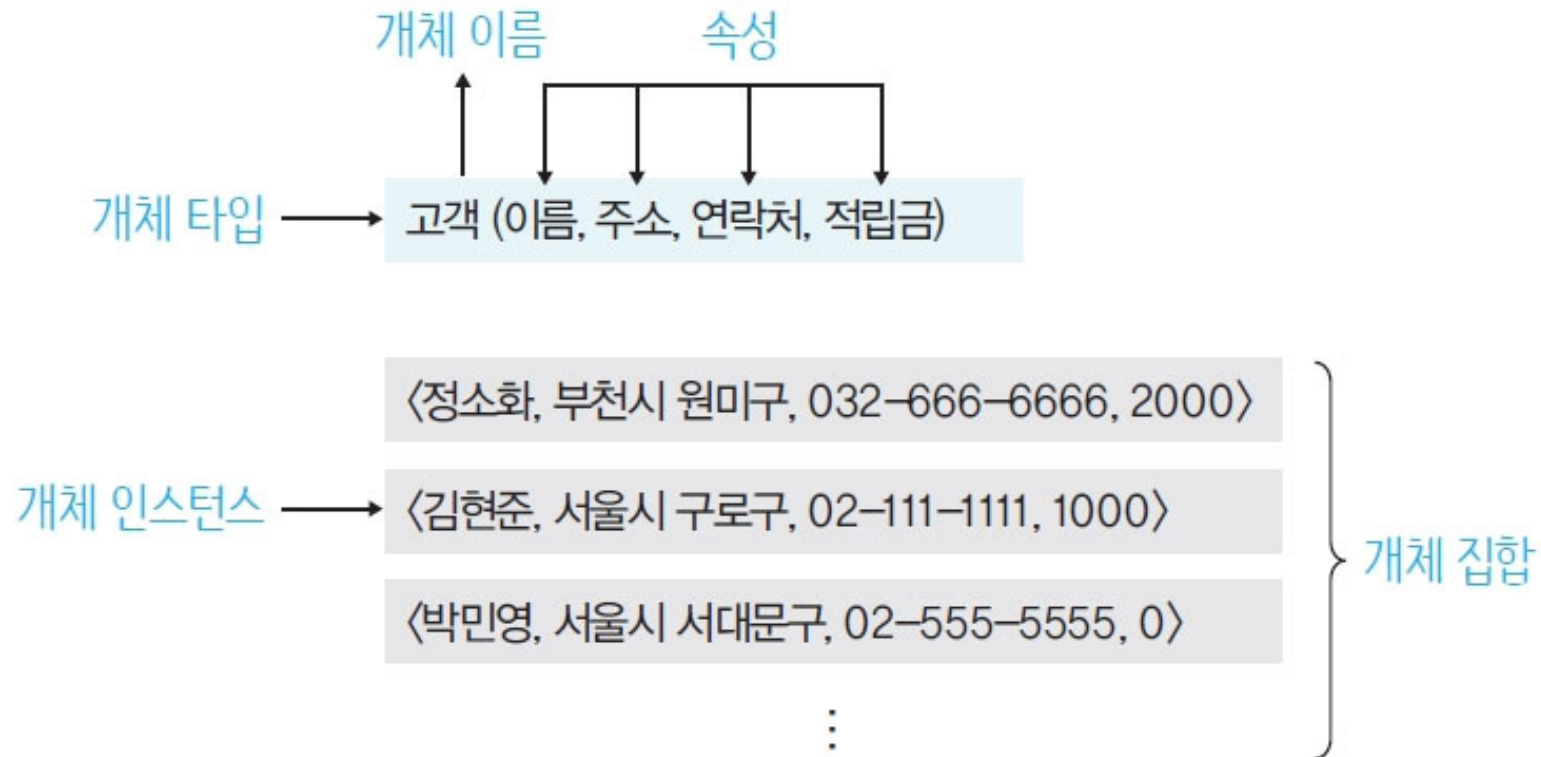 개체 이름 속성
개체 타입 고객 (이름, 주소, 연락처, 적립금)
〈정소화, 부천시 원미구, 032–666–6666, 2000〉
개체 인스턴스 〈김현준, 서울시 구로구, 02–111–1111, 1000〉
개체 집합
〈박민영, 서울시 서대문구, 02–555–5555, 0〉
⋮